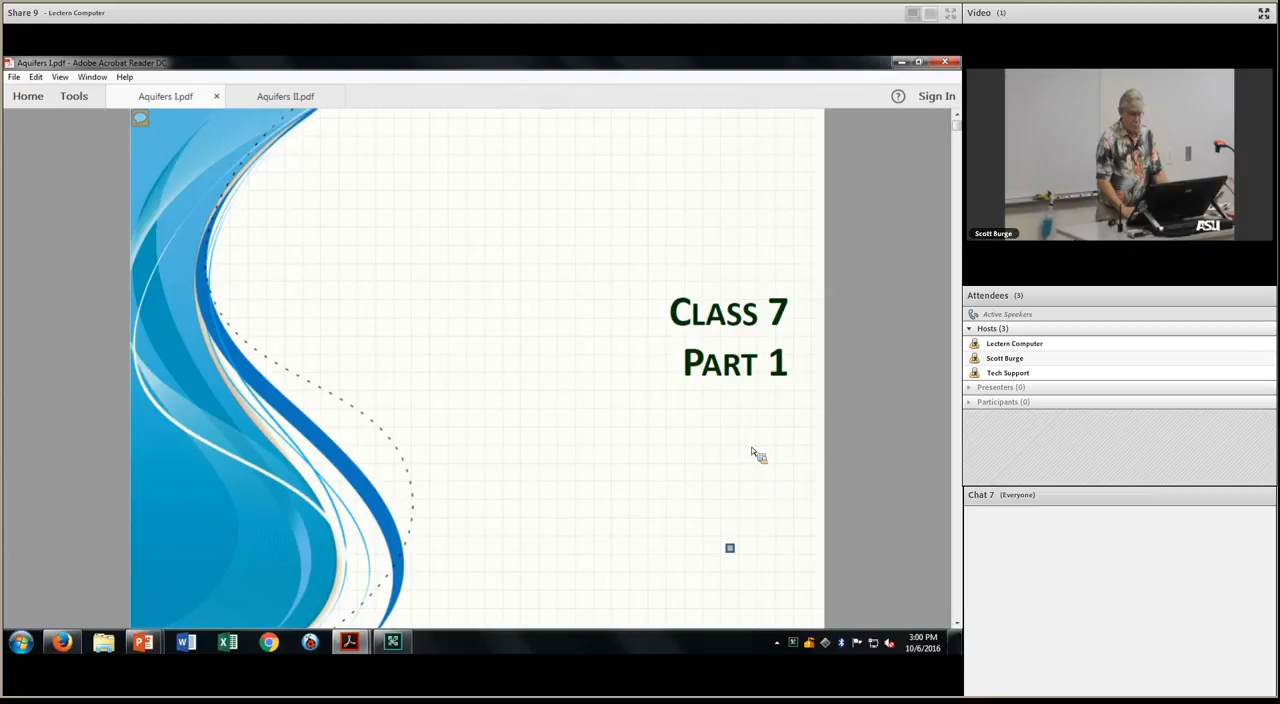 Share 9 - Lectern Computer
Video (1)
Aquifers I.pdf - Adobe Acrobat Reader DC
File Edit View Window Help
Home Tools Aquifers I.pdf × Aquifers II.pdf ? Sign In
CLASS 7
PART 1
Scott Burge
ASU
Attendees (3)
Active Speakers
Hosts (3)
Lectern Computer
Scott Burge
Tech Support
Presenters (0)
Participants (0)
Chat 7 (Everyone)
3:00 PM
10/6/2016